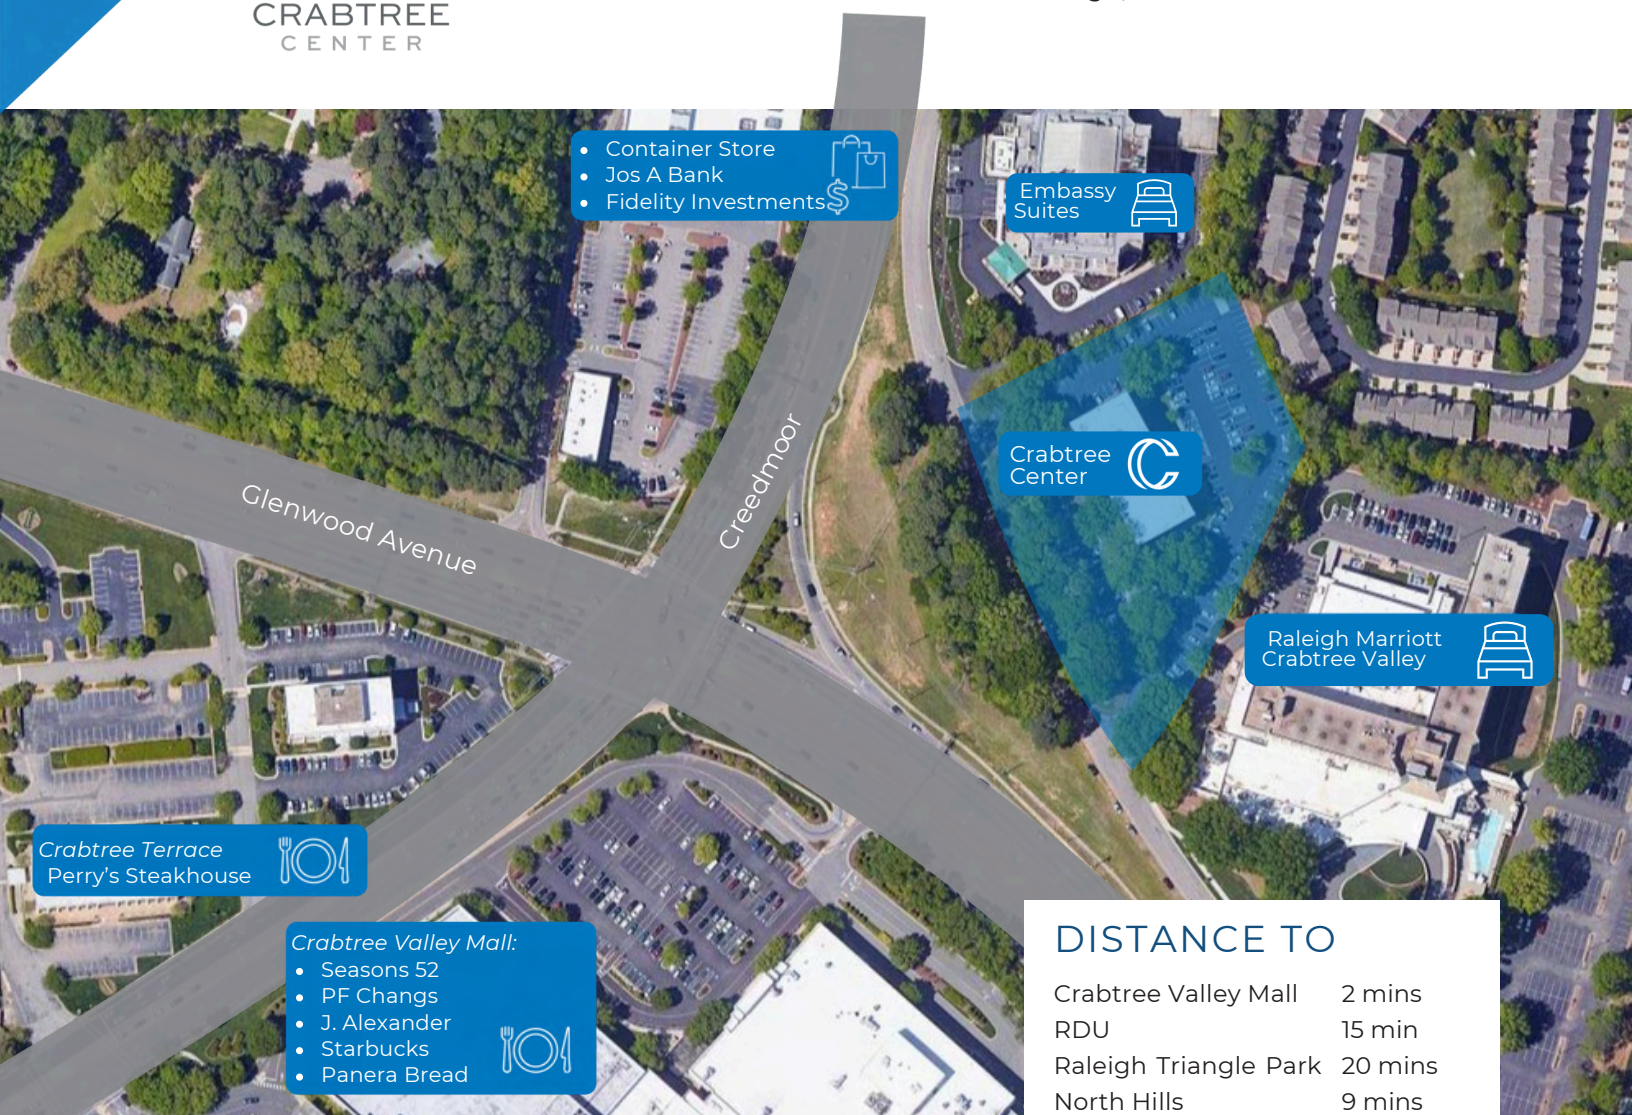 CRABTREE
CENTER
• Container Store
• Jos A Bank
• Fidelity Investments
Embassy
Suites
Crabtree
Center
Creedmoor
Glenwood Avenue
Raleigh Marriott
Crabtree Valley
Crabtree Terrace
Perry's Steakhouse
Crabtree Valley Mall:
• Seasons 52
• PF Changs
• J. Alexander
• Starbucks
• Panera Bread
DISTANCE TO
Crabtree Valley Mall 2 mins
RDU 15 min
Raleigh Triangle Park 20 mins
North Hills 9 mins